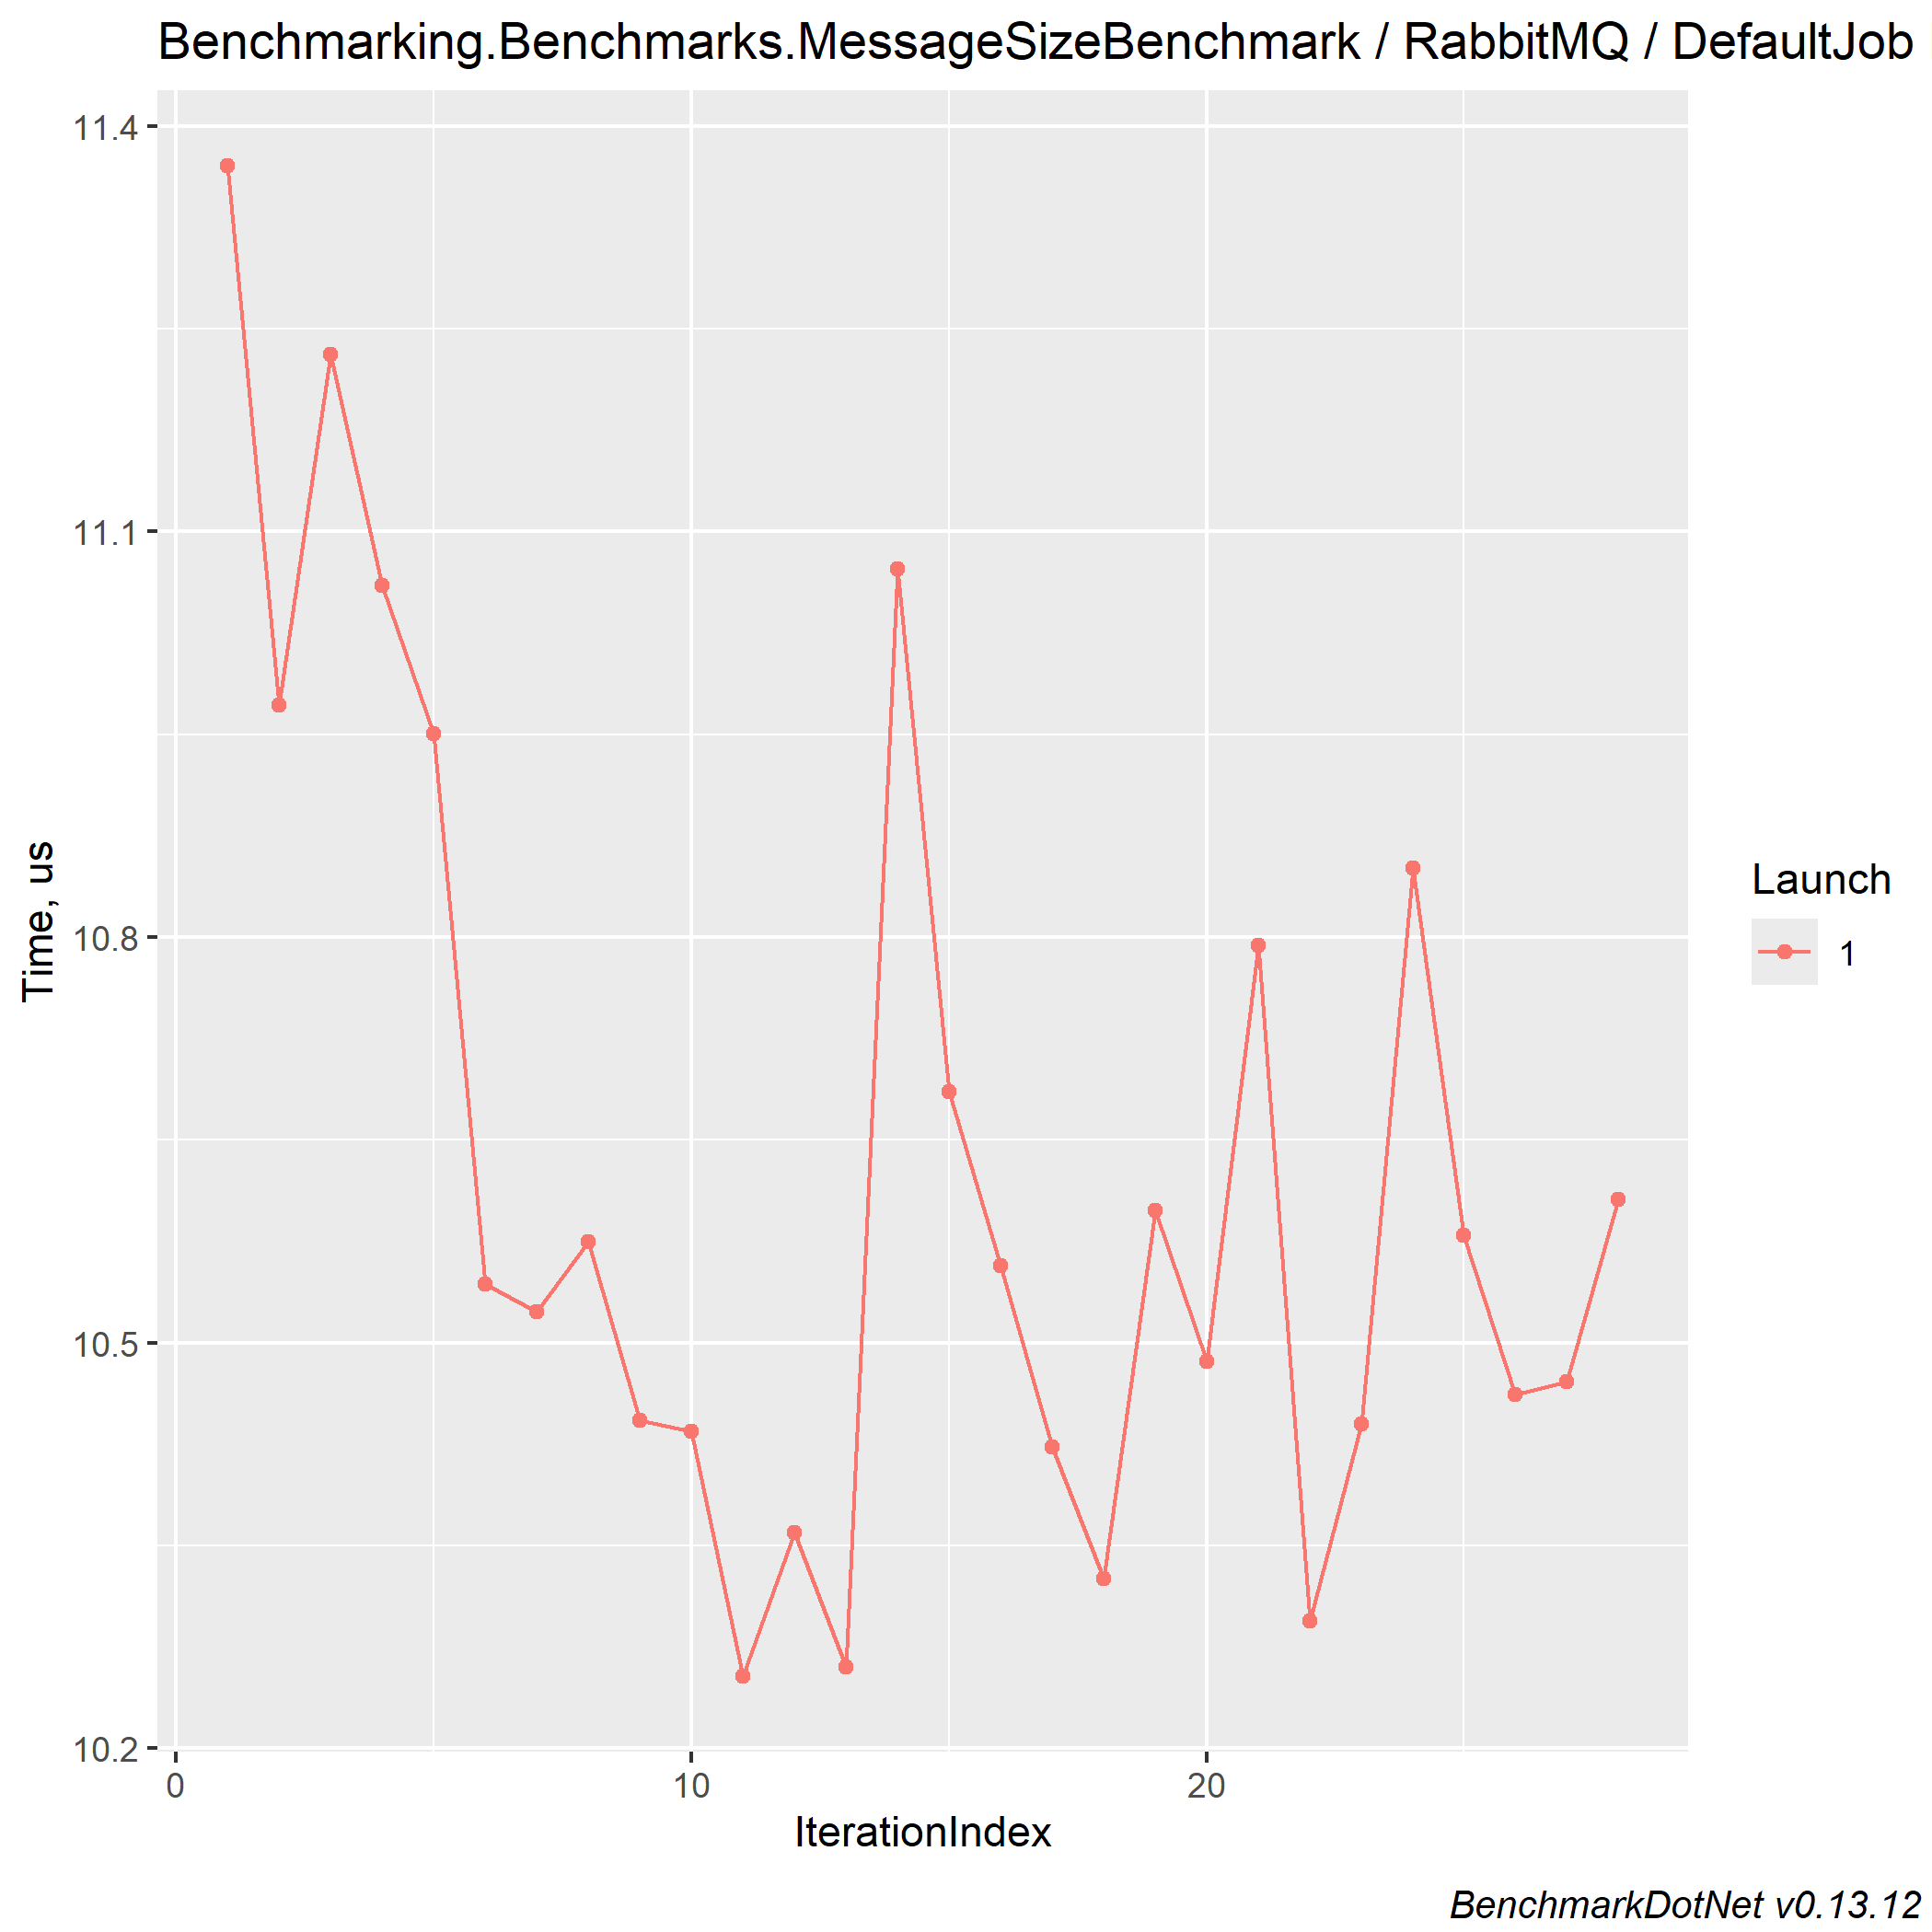 Benchmarking.Benchmarks.MessageSizeBenchmark / RabbitMQ / DefaultJob
11.4
11.1
10.8
10.5
10.2
Time, us
0 10 20
IterationIndex
Launch
1
BenchmarkDotNet v0.13.12